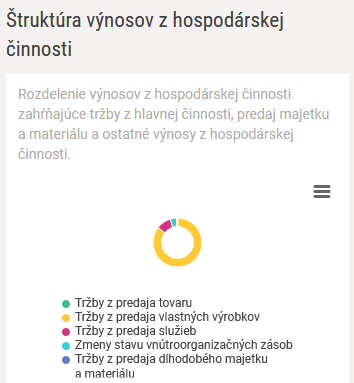 Štruktúra výnosov z hospodárskej
činnosti
Rozdelenie výnosov z hospodárskej činnosti
zahŕňajúce tržby z hlavnej činnosti, predaj majetku
a materiálu a ostatné výnosy z hospodárskej
činnosti.
Tržby z predaja tovaru
Tržby z predaja vlastných výrobkov
Tržby z predaja služieb
Zmeny stavu vnútroorganizačných zásob
Tržby z predaja dlhodobého majetku
a materiálu